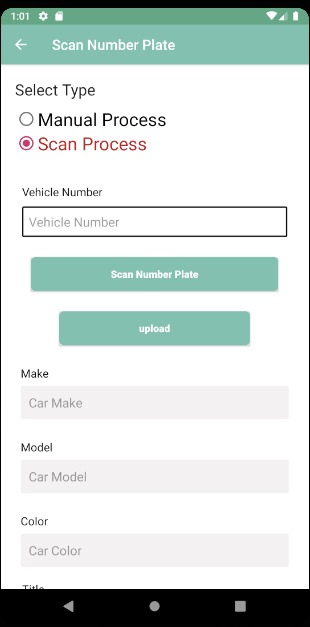 1:01
Scan Number Plate
Select Type
Manual Process
Scan Process
Vehicle Number
Vehicle Number
Scan Number Plate
upload
Make
Car Make
Model
Car Model
Color
Car Color
Title